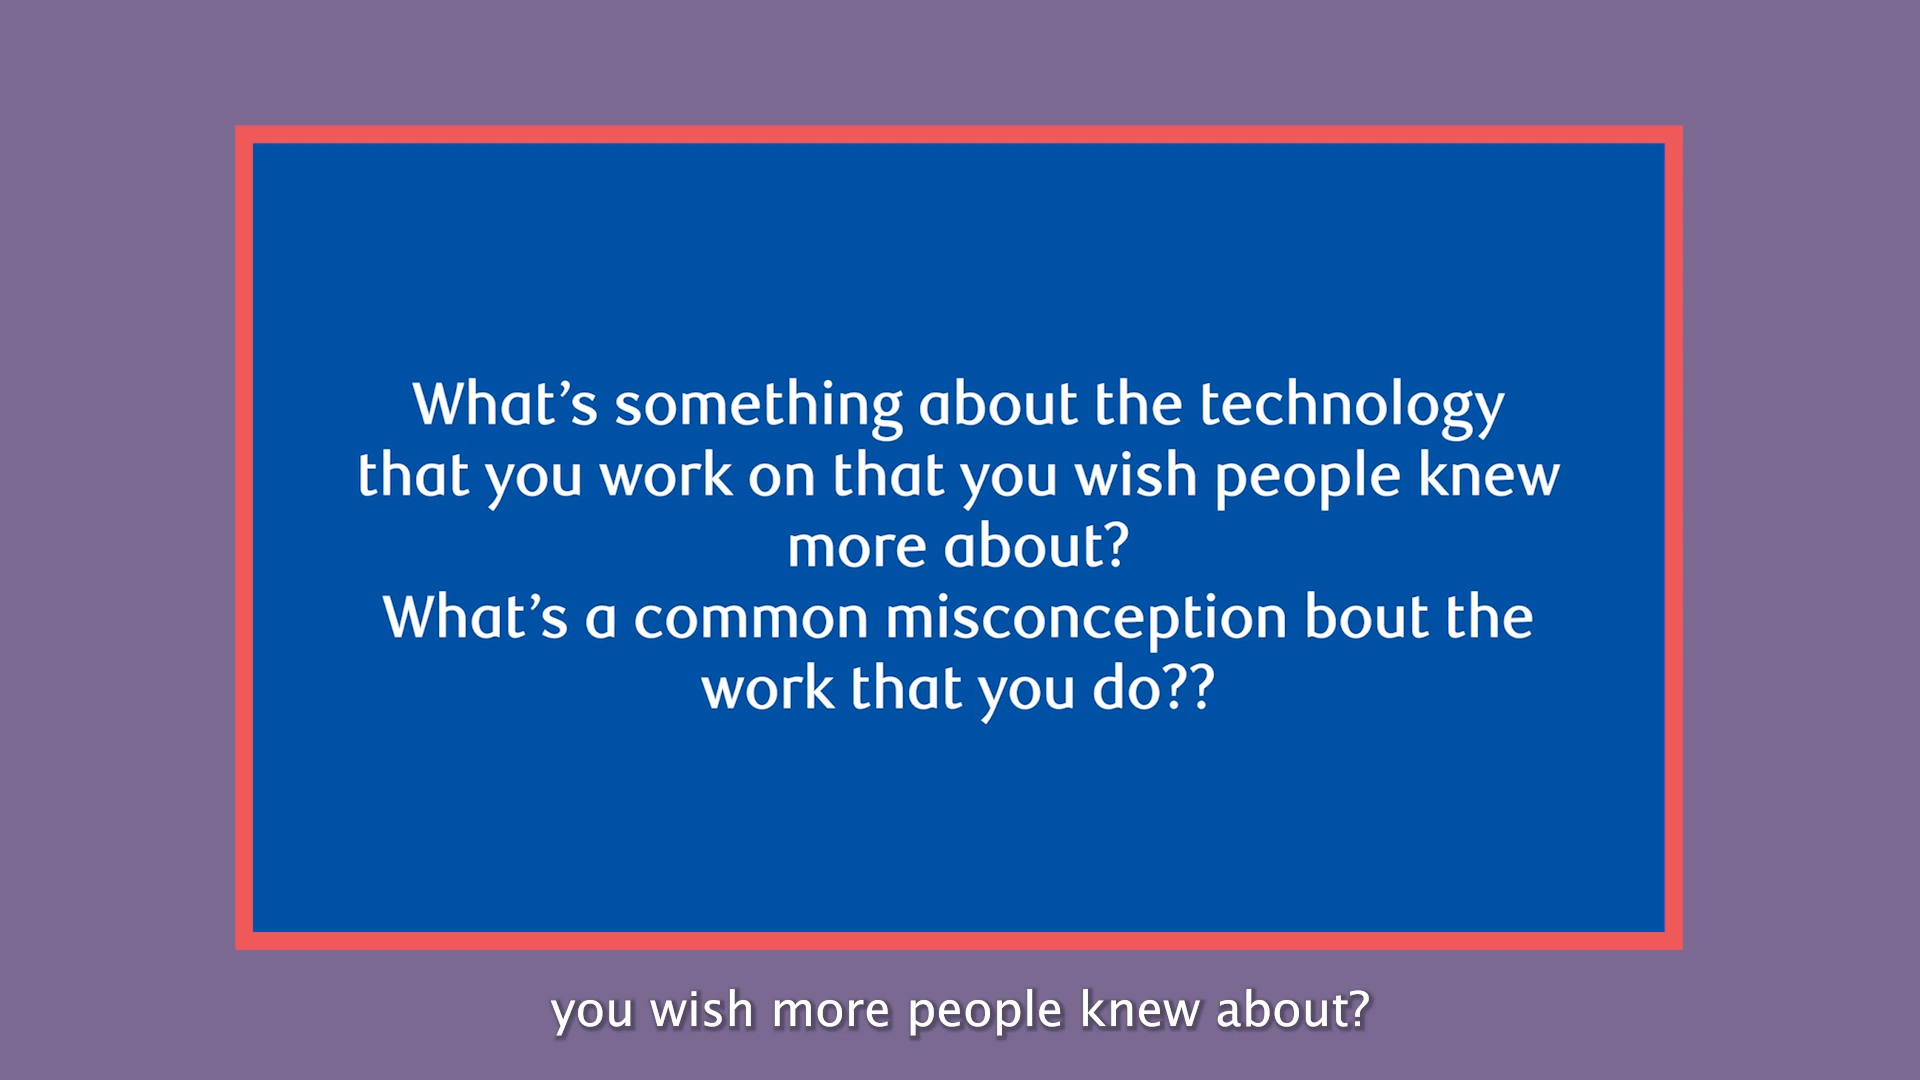 What’s something about the technology
that you work on that you wish people knew
more about?
What’s a common misconception bout the
work that you do??
you wish more people knew about?